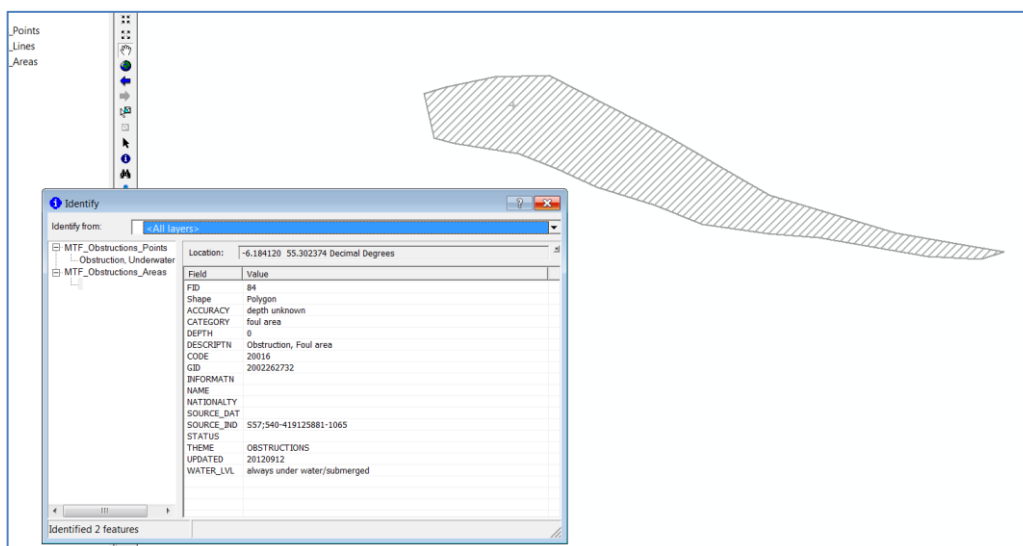 _Points
_Lines
_Areas
Identify
Identify from:
<All layers>
MTF_Obstructions_Points
Obstruction, Underwater
MTF_Obstructions_Areas
Location:
-6.184120 55.302374 Decimal Degrees
Field Value
FID 84
Shape Polygon
ACCURACY depth unknown
CATEGORY foul area
DEPTH 0
DESCRIPTN Obstruction, Foul area
CODE 20016
GID 2002262732
INFORMATN
NAME
NATIONALTY
SOURCE_DAT
SOURCE_IND S57;540-419125881-1065
STATUS
THEME OBSTRUCTIONS
UPDATED 20120912
WATER_LVL always under water/submerged
Identified 2 features